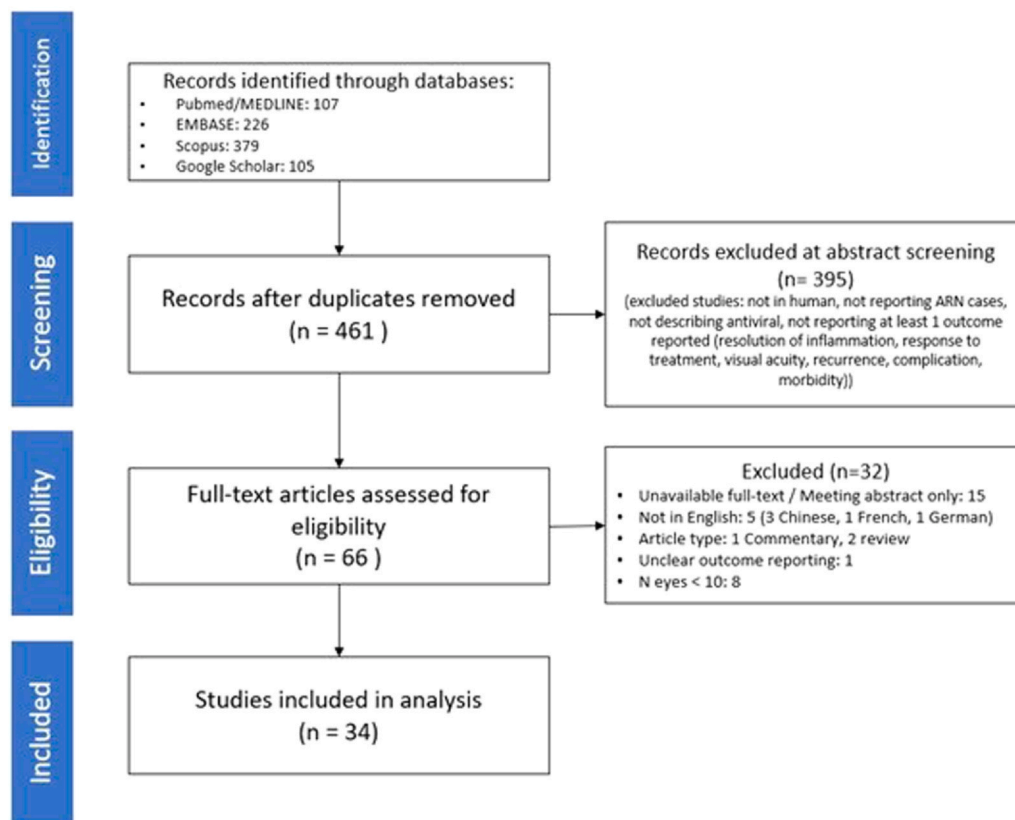 Identification
Records identified through databases:
• Pubmed/MEDLINE: 107
• EMBASE: 226
• Scopus: 379
• Google Scholar: 105
Screening
Records after duplicates removed
(n = 461 )
Records excluded at abstract screening
(n= 395)
(excluded studies: not in human, not reporting ARN cases,
not describing antiviral, not reporting at least 1 outcome
reported (resolution of inflammation, response to
treatment, visual acuity, recurrence, complication,
morbidity))
Eligibility
Full-text articles assessed for
eligibility
(n = 66 )
Excluded (n=32)
• Unavailable full-text / Meeting abstract only: 15
• Not in English: 5 (3 Chinese, 1 French, 1 German)
• Article type: 1 Commentary, 2 review
• Unclear outcome reporting: 1
• N eyes < 10: 8
Included
Studies included in analysis
(n = 34)